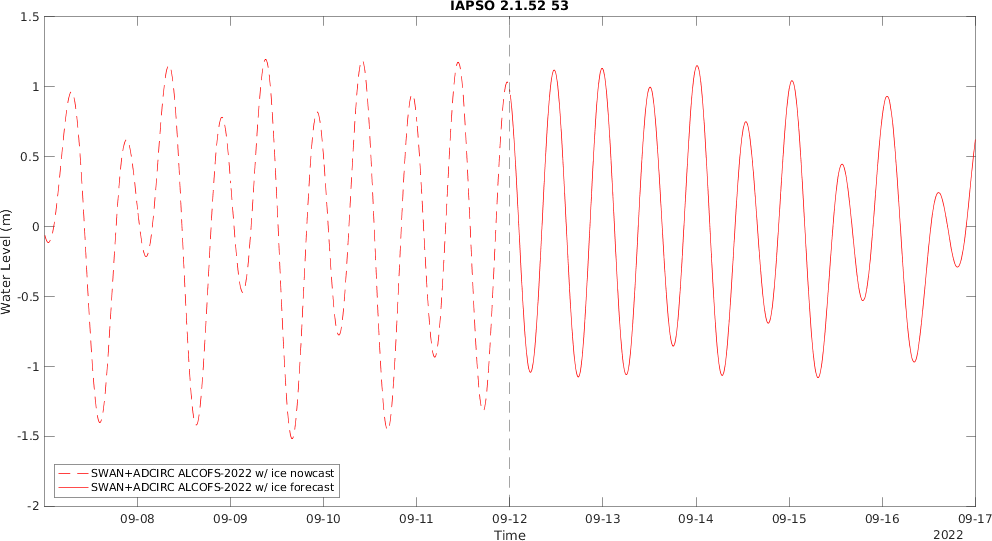 IAPSO 2.1.52 53
1.5
1
0.5
0
-0.5
-1
-1.5
-2
Water Level (m)
SWAN+ADCIRC ALCOFS-2022 w/ ice nowcast
SWAN+ADCIRC ALCOFS-2022 w/ ice forecast
09-08 09-09 09-10 09-11 09-12 09-13 09-14 09-15 09-16 09-17
Time
2022